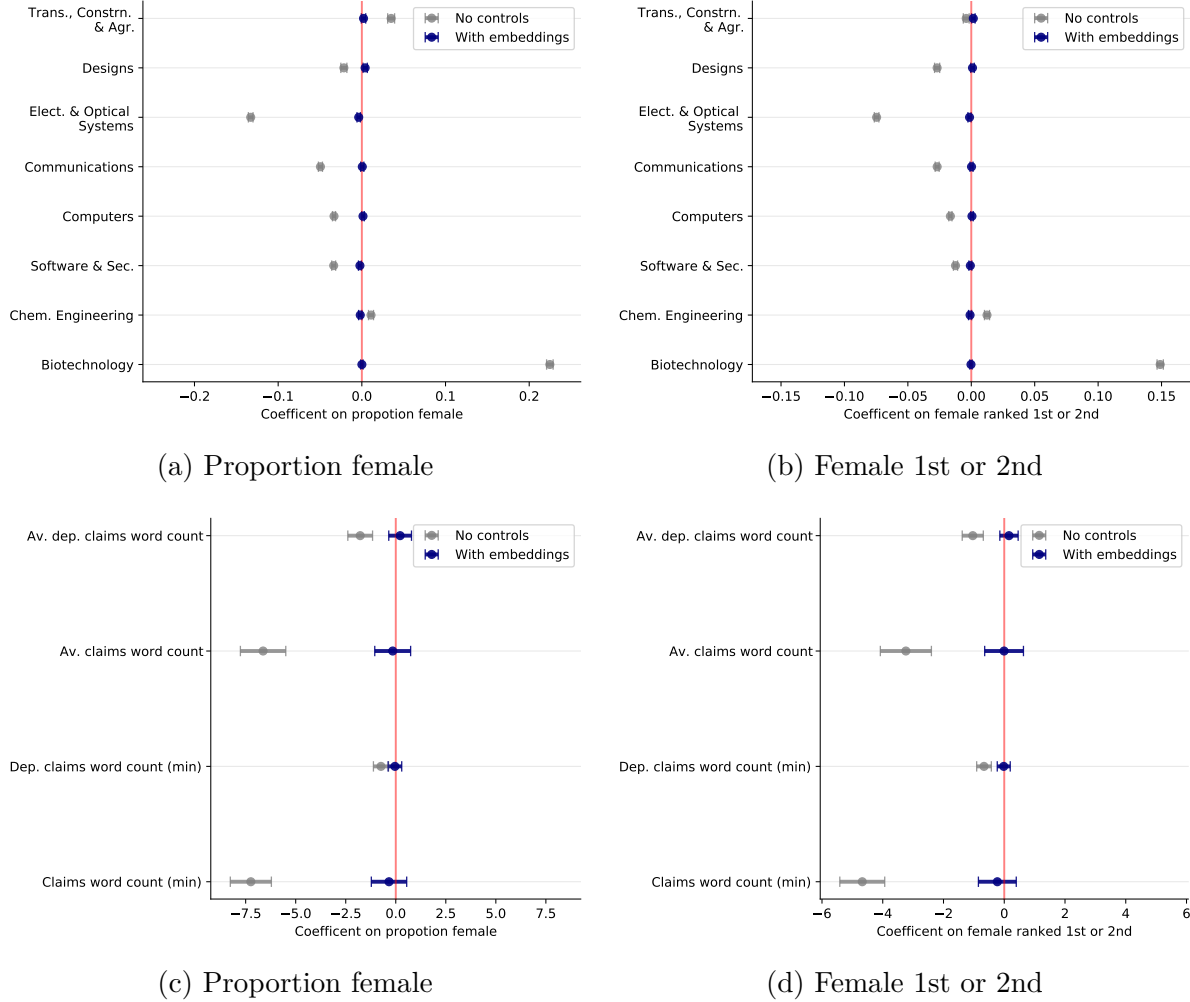 Trans., Constrn.
& Agr.
Designs
Elect. & Optical
Systems
Communications
Computers
Software & Sec.
Chem. Engineering
Biotechnology
No controls
With embeddings
−0.2 −0.1 0.0 0.1 0.2
Coefficent on propotion female
(a) Proportion female
Trans., Constrn.
& Agr.
Designs
Elect. & Optical
Systems
Communications
Computers
Software & Sec.
Chem. Engineering
Biotechnology
No controls
With embeddings
−0.15 −0.10 −0.05 0.00 0.05 0.10 0.15
Coefficent on female ranked 1st or 2nd
(b) Female 1st or 2nd
Av. dep. claims word count
Av. claims word count
Dep. claims word count (min)
Claims word count (min)
No controls
With embeddings
−7.5 −5.0 −2.5 0.0 2.5 5.0 7.5
Coefficent on propotion female
(c) Proportion female
Av. dep. claims word count
Av. claims word count
Dep. claims word count (min)
Claims word count (min)
No controls
With embeddings
−6 −4 −2 0 2 4 6
Coefficent on female ranked 1st or 2nd
(d) Female 1st or 2nd